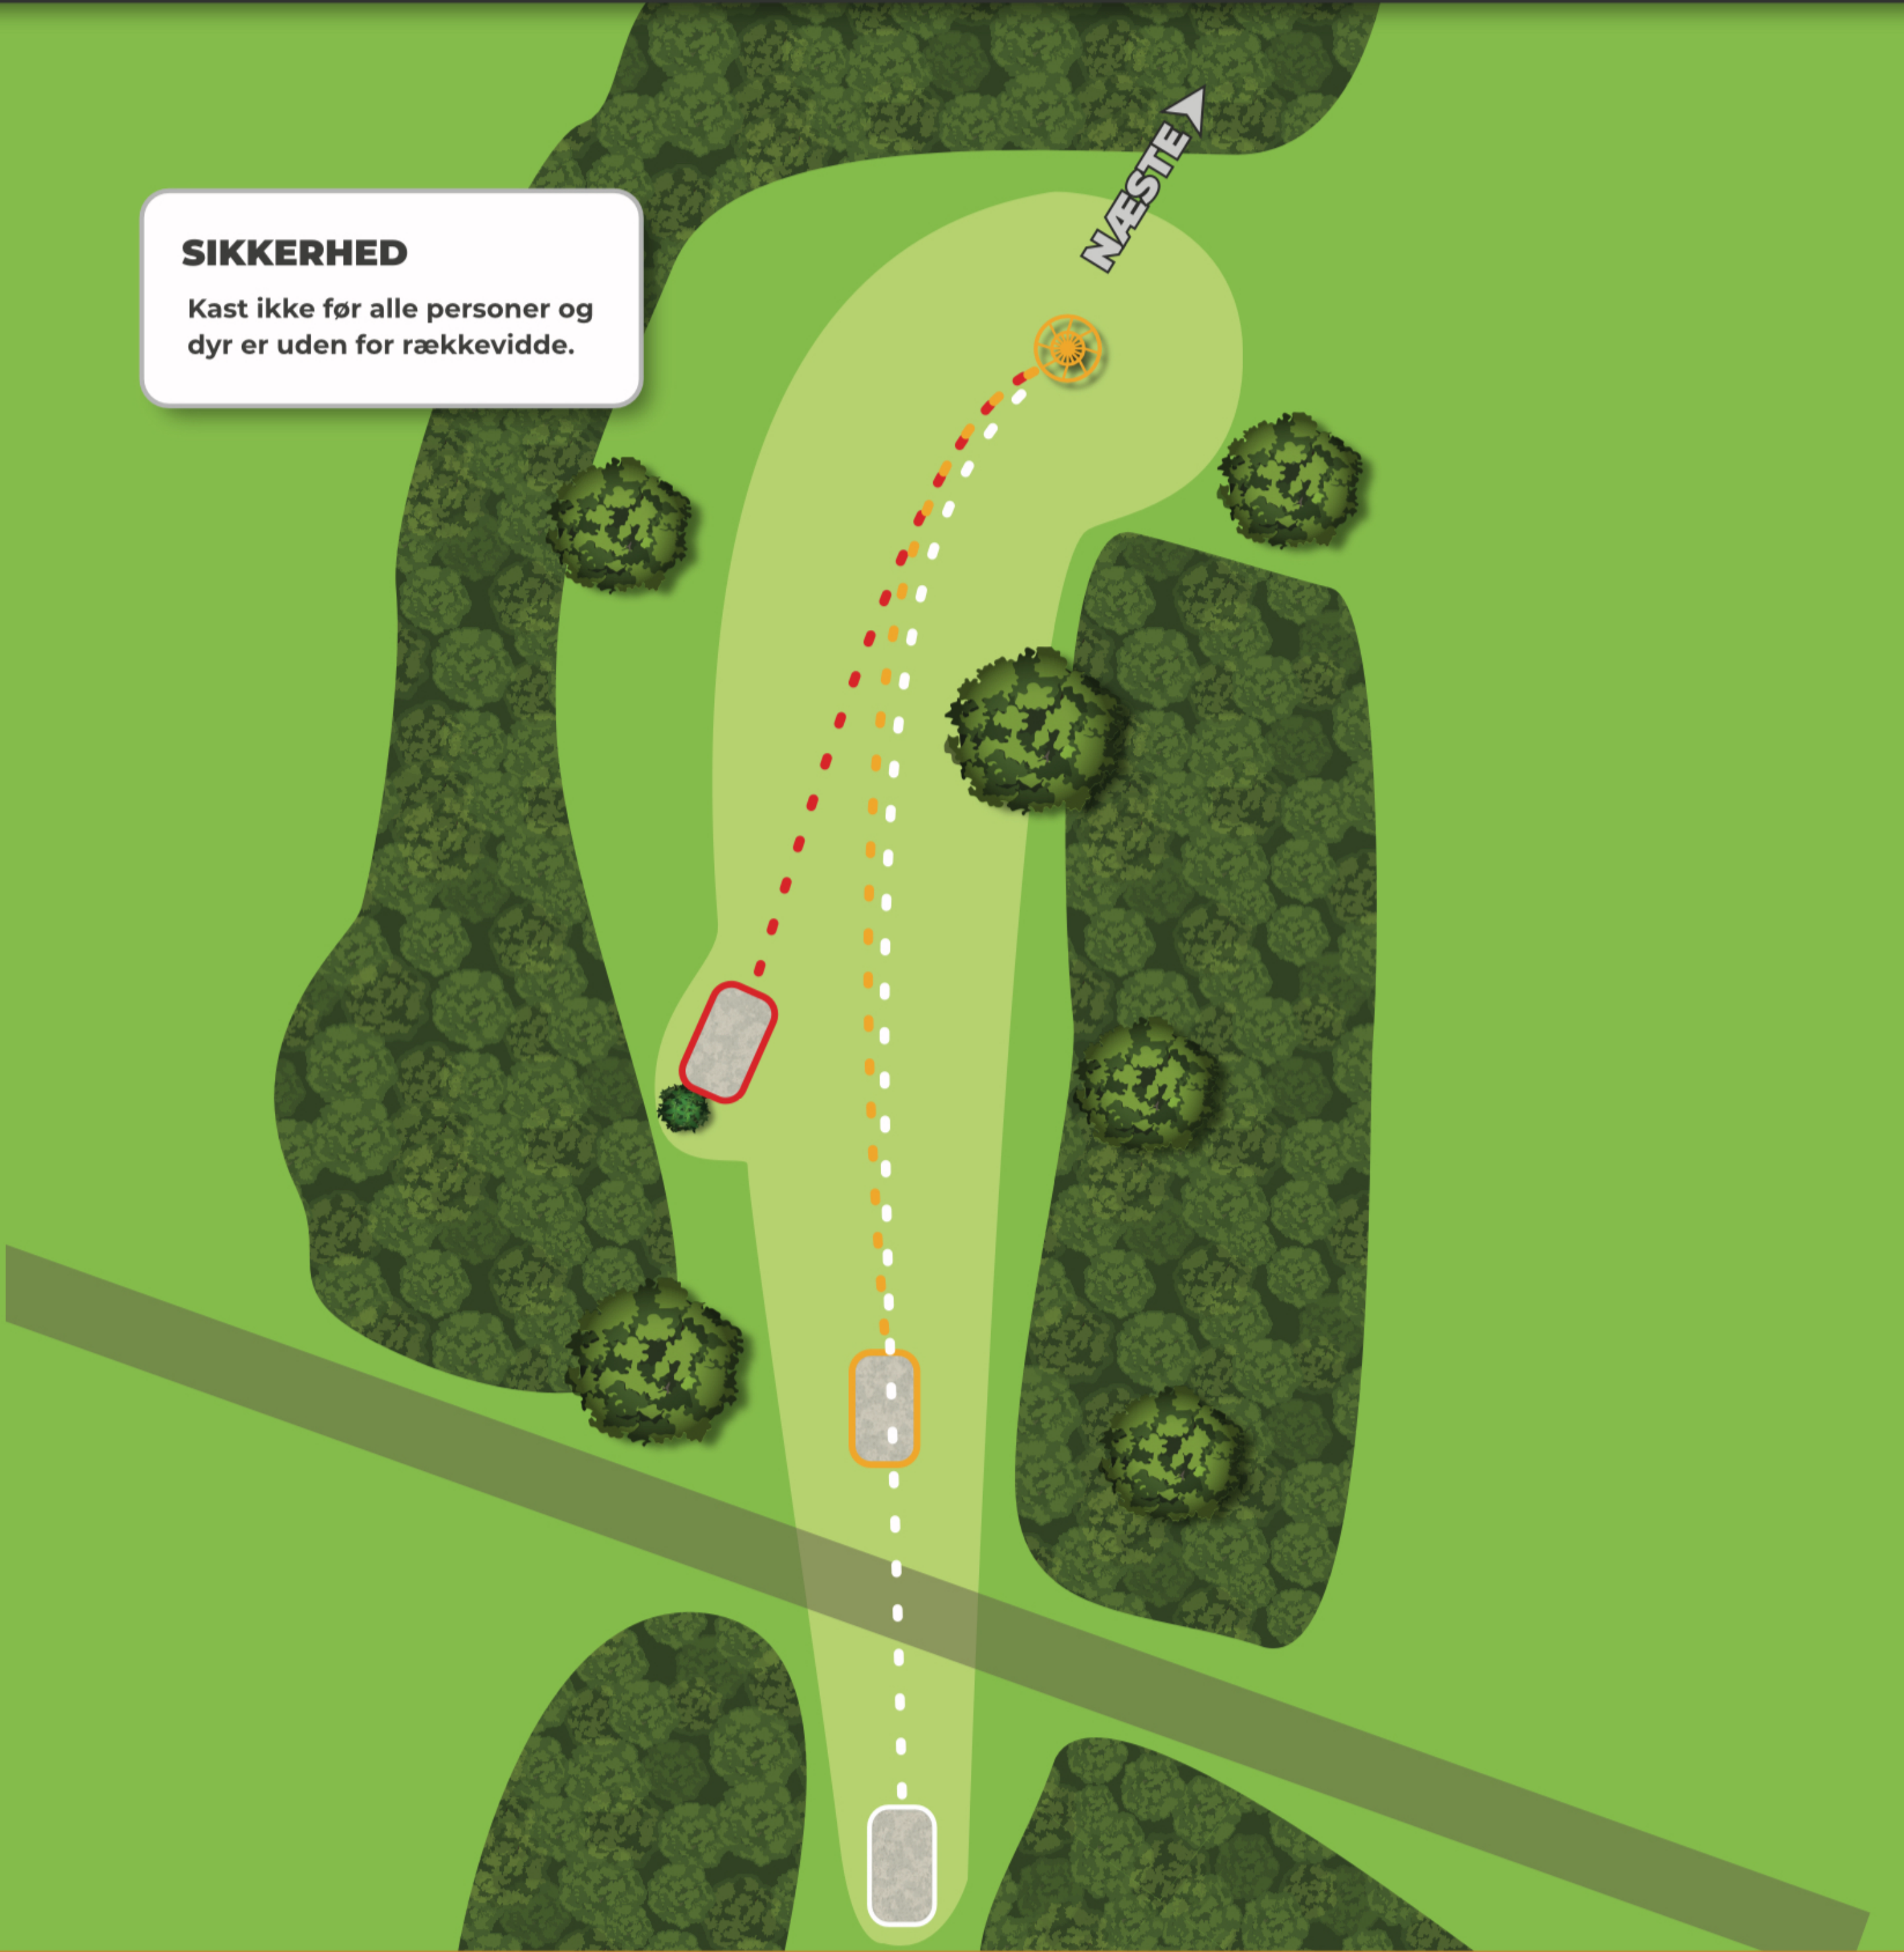 NÆSTE
SIKKERHED
Kast ikke før alle personer og
dyr er uden for rækkevidde.